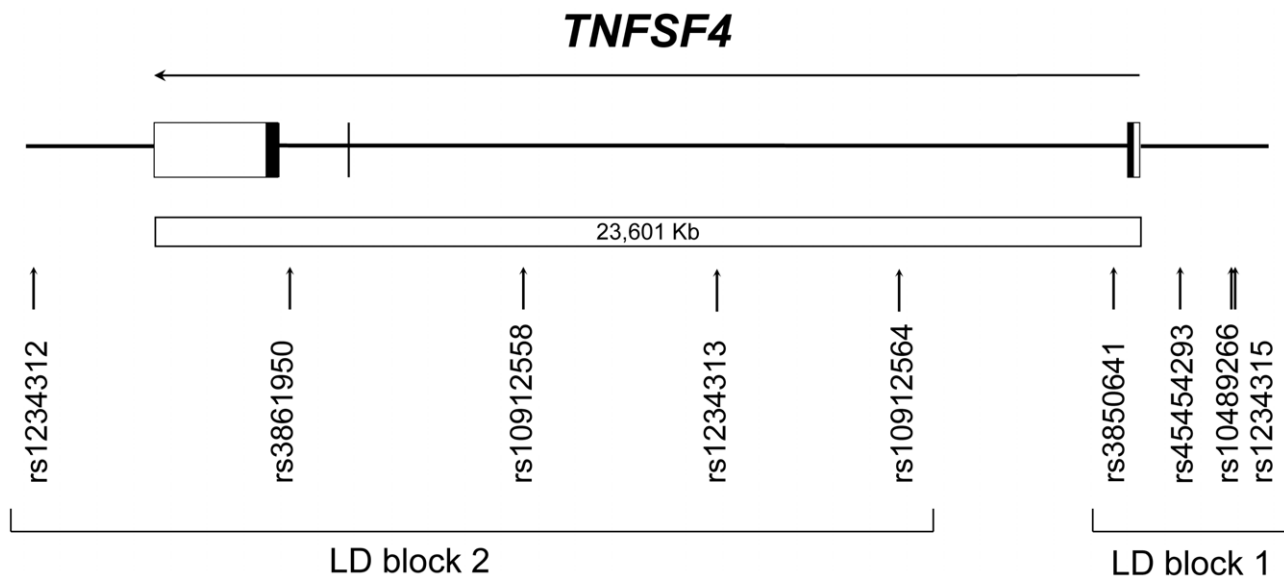 TNFSF4
23,601 Kb
rs1234312
rs3861950
rs10912558
rs1234313
rs10912564
rs3850641
rs45454293
rs10489266
rs1234315
LD block 2
LD block 1